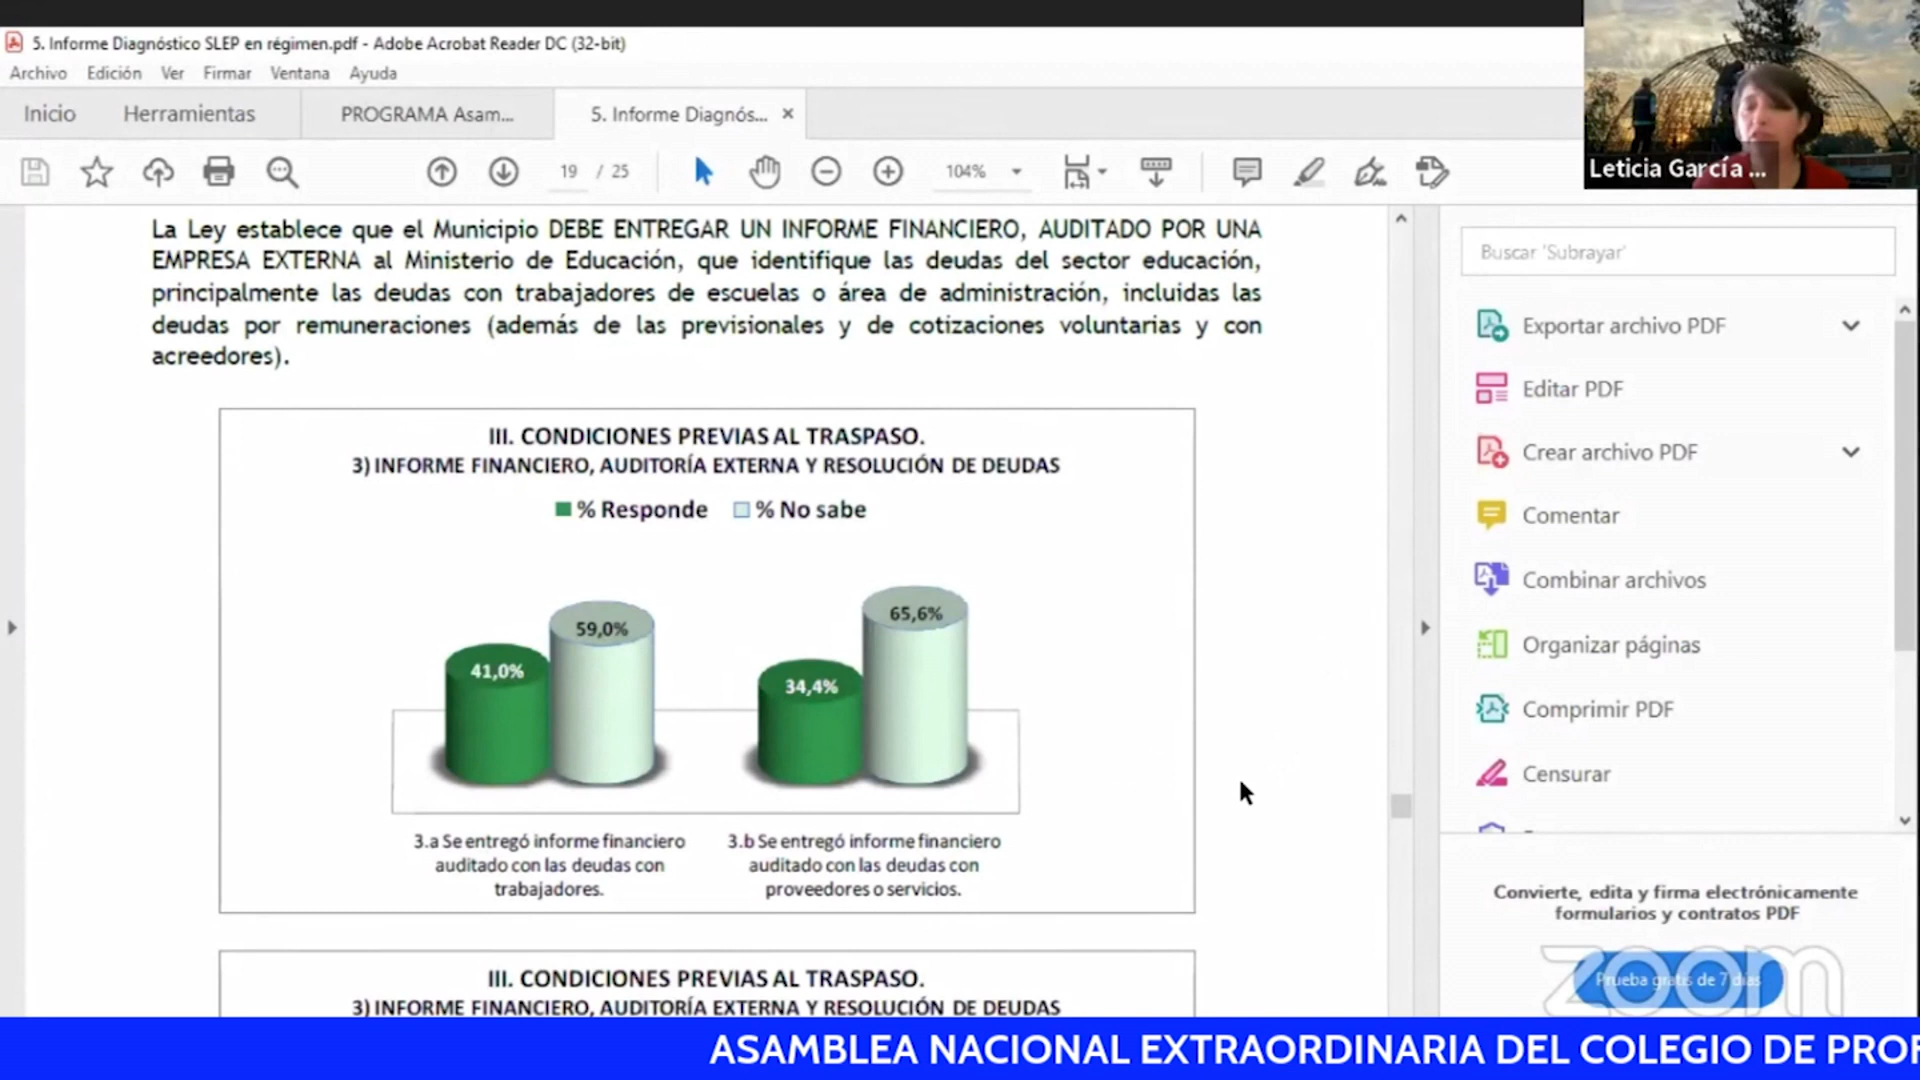 5. Informe Diagnóstico SLEP en régimen.pdf - Adobe Acrobat Reader DC (32-bit)
Archivo Edición Ver Firmar Ventana Ayuda
Inicio Herramientas PROGRAMA Asam... 5. Informe Diagnós... ×
19 / 25 104%
Leticia García ...
La Ley establece que el Municipio DEBE ENTREGAR UN INFORME FINANCIERO, AUDITADO POR UNA
EMPRESA EXTERNA al Ministerio de Educación, que identifique las deudas del sector educación,
principalmente las deudas con trabajadores de escuelas o área de administración, incluidas las
deudas por remuneraciones (además de las previsionales y de cotizaciones voluntarias y con
acreedores).
III. CONDICIONES PREVIAS AL TRASPASO.
3) INFORME FINANCIERO, AUDITORÍA EXTERNA Y RESOLUCIÓN DE DEUDAS
% Responde % No sabe
41,0% 59,0% 34,4% 65,6%
3.a Se entregó informe financiero
auditado con las deudas con
trabajadores.
3.b Se entregó informe financiero
auditado con las deudas con
proveedores o servicios.
III. CONDICIONES PREVIAS AL TRASPASO.
3) INFORME FINANCIERO, AUDITORÍA EXTERNA Y RESOLUCIÓN DE DEUDAS
Buscar 'Subrayar'
Exportar archivo PDF
Editar PDF
Crear archivo PDF
Comentar
Combinar archivos
Organizar páginas
Comprimir PDF
Censurar
Convierte, edita y firma electrónicamente
formularios y contratos PDF
Prueba gratis de 7 días
zoom
ASAMBLEA NACIONAL EXTRAORDINARIA DEL COLEGIO DE PROF